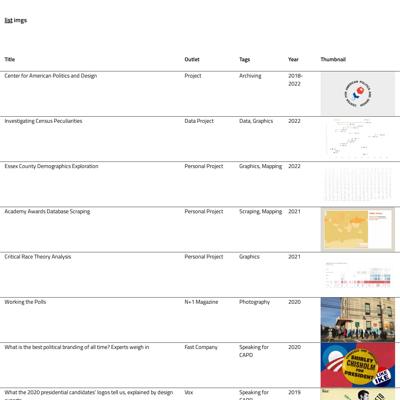 list imgs
Title Outlet Tags Year Thumbnail
Center for American Politics and Design Project Archiving 2018-
2022
Investigating Census Peculiarities Data Project Data, Graphics 2022
Essex County Demographics Exploration Personal Project Graphics, Mapping 2022
Academy Awards Database Scraping Personal Project Scraping, Mapping 2021
Critical Race Theory Analysis Personal Project Graphics 2021
Working the Polls N+1 Magazine Photography 2020
What is the best political branding of all time? Experts weigh in Fast Company Speaking for 2020
CAPD
SHIRLEY
CHISHOLM
FOR
PRESIDENT
LIKE
IKE
What the 2020 presidential candidates' logos tell us, explained by design Vox Speaking for 2019
CAPD